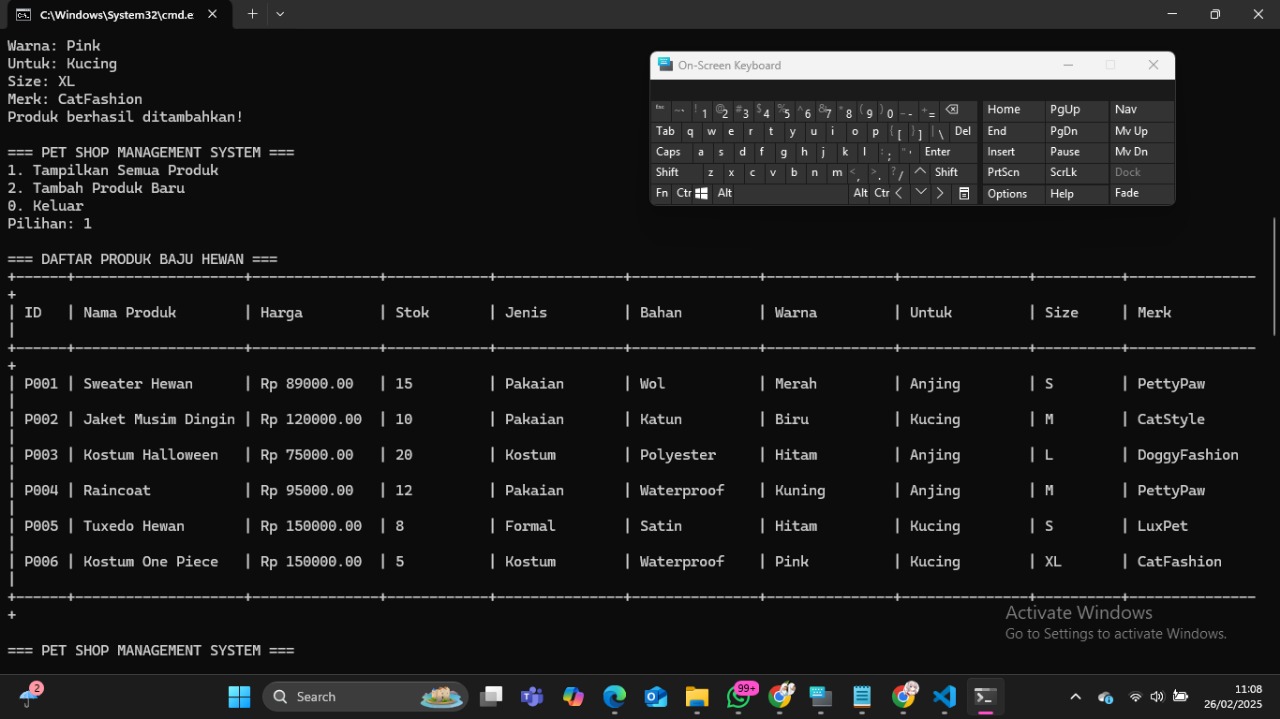 C:\Windows\System32\cmd.e
Warna: Pink
Untuk: Kucing
Size: XL
Merk: CatFashion
Produk berhasil ditambahkan!
=== PET SHOP MANAGEMENT SYSTEM ===
1. Tampilkan Semua Produk
2. Tambah Produk Baru
0. Keluar
Pilihan: 1
On-Screen Keyboard
Esc ~ ` ! 1 @ 2 # 3 $ 4 % 5 ^ 6 & 7 * 8 ( 9 ) 0 _ - + = Home PgUp Nav
Tab q w e r t y u i o p { [ } ] | \ Del End PgDn Mv Up
Caps a s d f g h j k l : ; " ' Enter Insert Pause Mv Dn
Shift z x c v b n m < , > . ? / Shift PrtScn ScrLk Dock
Fn Ctr Alt Alt Ctr Options Help Fade
=== DAFTAR PRODUK BAJU HEWAN ===
+------+--------------------+---------------+------------+---------------+---------------+---------------+---------------+----------+---------------
+
| ID | Nama Produk | Harga | Stok | Jenis | Bahan | Warna | Untuk | Size | Merk
|
+------+--------------------+---------------+------------+---------------+---------------+---------------+---------------+----------+---------------
+
| P001 | Sweater Hewan | Rp 89000.00 | 15 | Pakaian | Wol | Merah | Anjing | S | PettyPaw
|
| P002 | Jaket Musim Dingin | Rp 120000.00 | 10 | Pakaian | Katun | Biru | Kucing | M | CatStyle
|
| P003 | Kostum Halloween | Rp 75000.00 | 20 | Kostum | Polyester | Hitam | Anjing | L | DoggyFashion
|
| P004 | Raincoat | Rp 95000.00 | 12 | Pakaian | Waterproof | Kuning | Anjing | M | PettyPaw
|
| P005 | Tuxedo Hewan | Rp 150000.00 | 8 | Formal | Satin | Hitam | Kucing | S | LuxPet
|
| P006 | Kostum One Piece | Rp 150000.00 | 5 | Kostum | Waterproof | Pink | Kucing | XL | CatFashion
|
+------+--------------------+---------------+------------+---------------+---------------+---------------+---------------+----------+---------------
+
=== PET SHOP MANAGEMENT SYSTEM ===
Activate Windows
Go to Settings to activate Windows.
2
Search
99+
11:08
26/02/2025